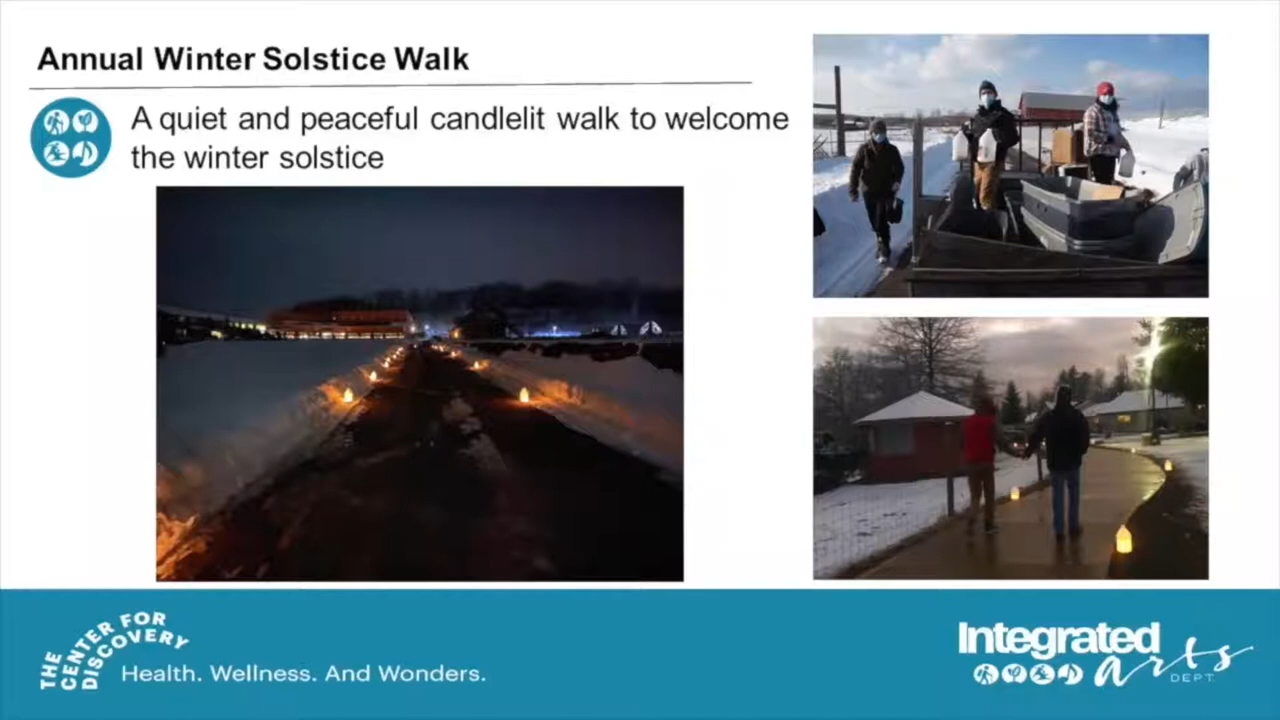 Annual Winter Solstice Walk
A quiet and peaceful candlelit walk to welcome
the winter solstice
THE
CENTER FOR
DISCOVERY
Health. Wellness. And Wonders.
Integrated
arts
DEPT.